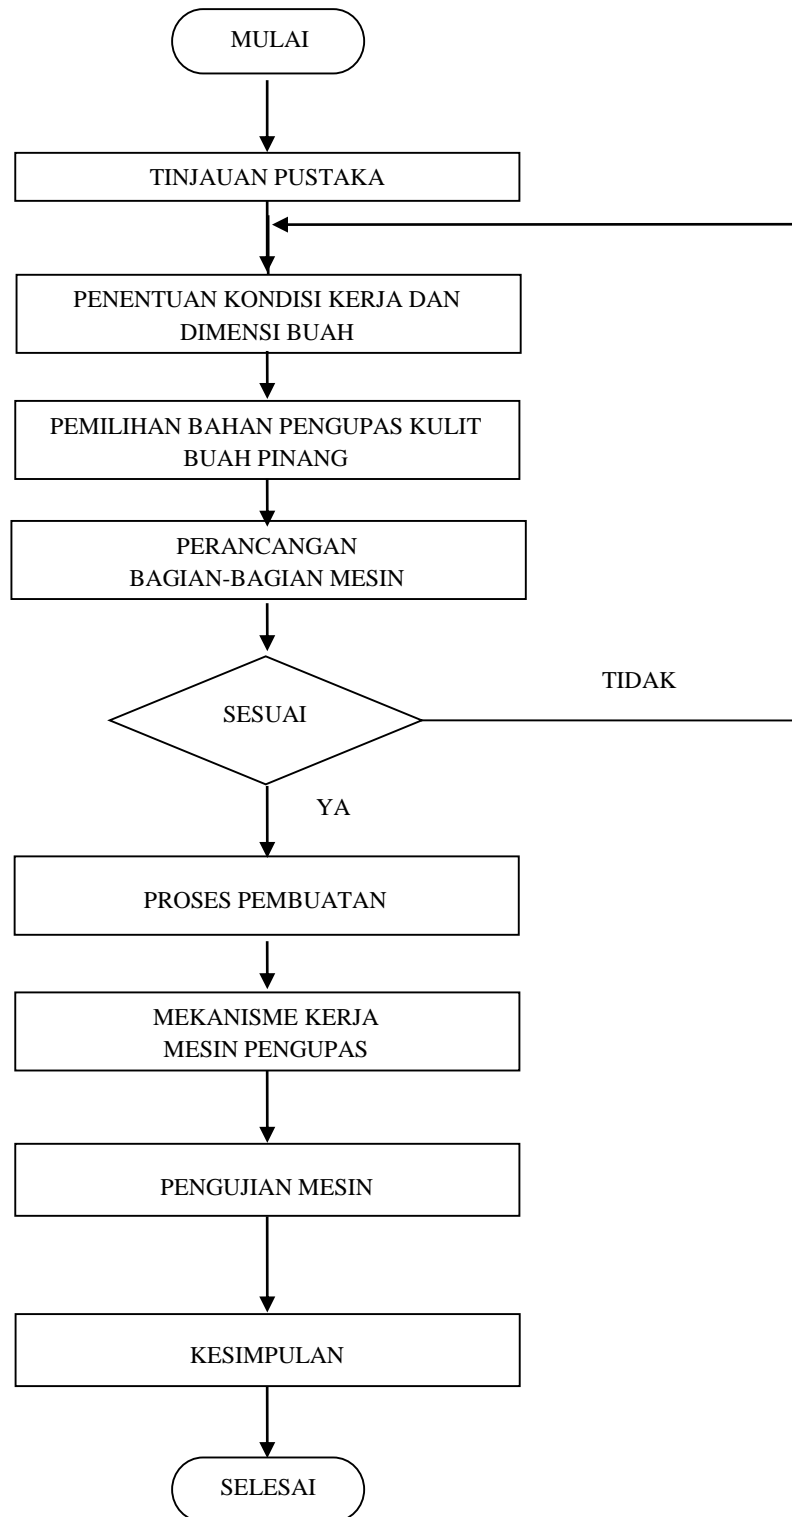 MULAI
TINJAUAN PUSTAKA
PENENTUAN KONDISI KERJA DAN
DIMENSI BUAH
PEMILIHAN BAHAN PENGUPAS KULIT
BUAH PINANG
PERANCANGAN
BAGIAN-BAGIAN MESIN
SESUAI
TIDAK
YA
PROSES PEMBUATAN
MEKANISME KERJA
MESIN PENGUPAS
PENGUJIAN MESIN
KESIMPULAN
SELESAI